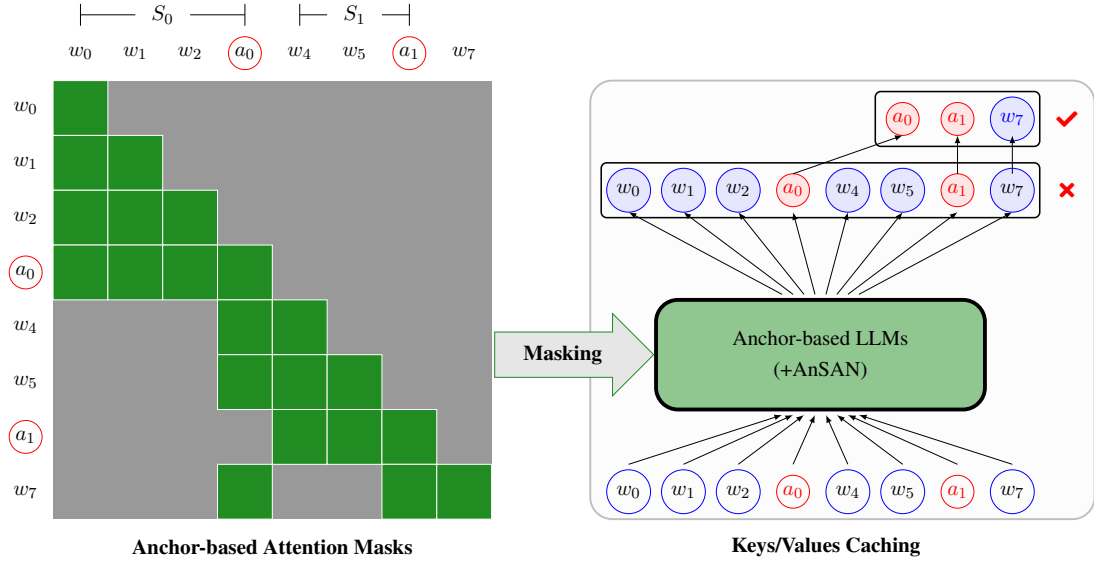 S₀ S₁
w₀ w₁ w₂ a₀ w₄ w₅ a₁ w₇
w₀
w₁
w₂
a₀
w₄
w₅
a₁
w₇
Anchor-based Attention Masks
Masking
a₀ a₁ w₇
w₀ w₁ w₂ a₀ w₄ w₅ a₁ w₇
Anchor-based LLMs
(+AnSAN)
w₀ w₁ w₂ a₀ w₄ w₅ a₁ w₇
Keys/Values Caching